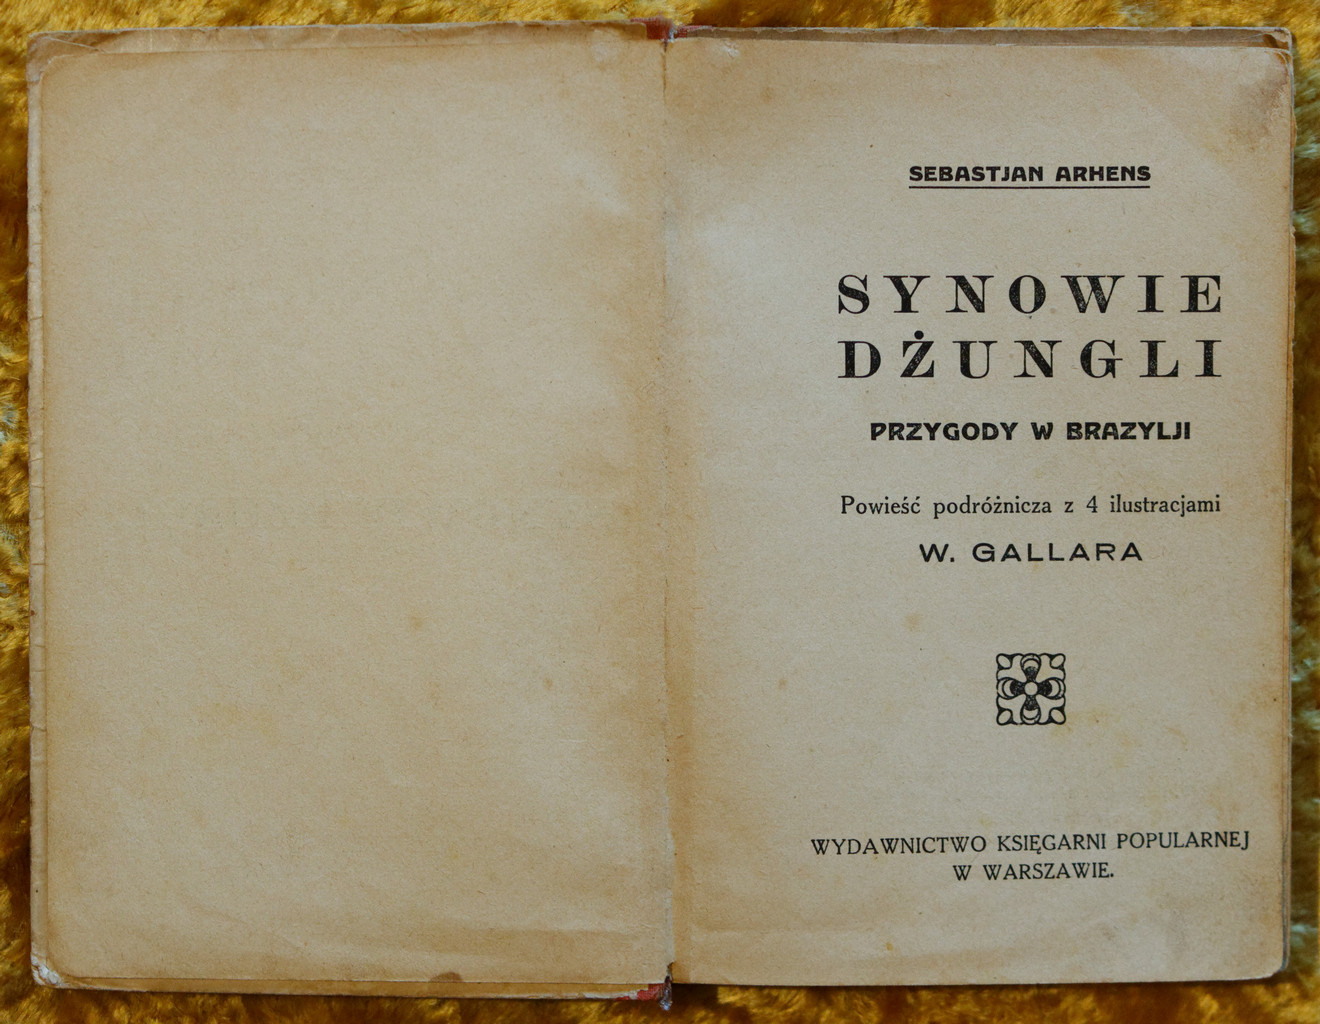 SEBASTJAN ARHENS
SYNOWIE
DŻUNGLI
PRZYGODY W BRAZYLJI
Powieść podróżnicza z 4 ilustracjami
W. GALLARA
WYDAWNICTWO KSIĘGARNI POPULARNEJ
W WARSZAWIE.